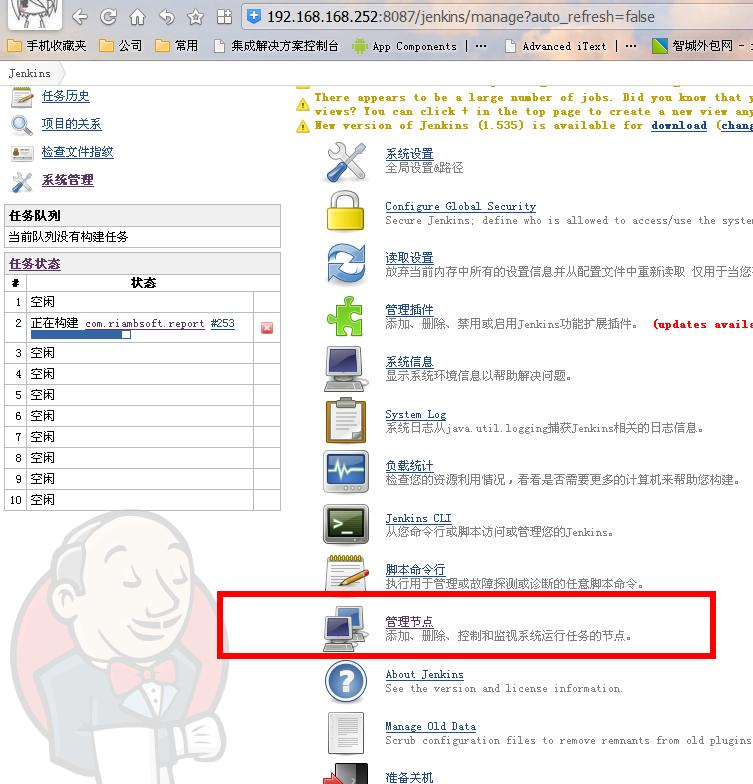 192.168.168.252:8087/jenkins/manage?auto_refresh=false
手机收藏夹 公司 常用 集成解决方案控制台 App Components | ··· Advanced iText | ··· 智城外包网 -
Jenkins
任务历史
项目的关系
检查文件指纹
系统管理
任务队列
当前队列没有构建任务
任务状态
# 状态
1 空闲
2 正在构建 com.riambsoft.report #253
3 空闲
4 空闲
5 空闲
6 空闲
7 空闲
8 空闲
9 空闲
10 空闲
There appears to be a large number of jobs. Did you know that
views? You can click + in the top page to create a new view any
New version of Jenkins (1.535) is available for download (chang
系统设置
全局设置&路径
Configure Global Security
Secure Jenkins; define who is allowed to access/use the syste
读取设置
放弃当前内存中所有的设置信息并从配置文件中重新读取 仅用于当您
管理插件
添加、删除、禁用或启用Jenkins功能扩展插件。 (updates availa
系统信息
显示系统环境信息以帮助解决问题。
System Log
系统日志从java.util.logging捕获Jenkins相关的日志信息。
负载统计
检查您的资源利用情况，看看是否需要更多的计算机来帮助您构建。
Jenkins CLI
从您命令行或脚本访问或管理您的Jenkins。
脚本命令行
执行用于管理或故障探测或诊断的任意脚本命令。
管理节点
添加、删除、控制和监视系统运行任务的节点。
About Jenkins
See the version and license information.
Manage Old Data
Scrub configuration files to remove remnants from old plugins
准备关机